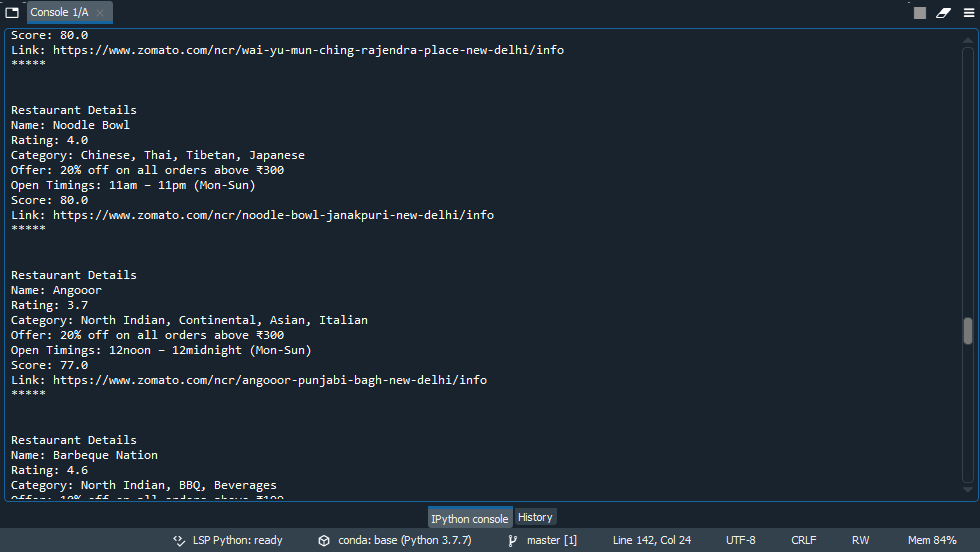 Console 1/A
Score: 80.0
Link: https://www.zomato.com/ncr/wai-yu-mun-ching-rajendra-place-new-delhi/info
*****
Restaurant Details
Name: Noodle Bowl
Rating: 4.0
Category: Chinese, Thai, Tibetan, Japanese
Offer: 20% off on all orders above ₹300
Open Timings: 11am – 11pm (Mon-Sun)
Score: 80.0
Link: https://www.zomato.com/ncr/noodle-bowl-janakpuri-new-delhi/info
*****
Restaurant Details
Name: Angooor
Rating: 3.7
Category: North Indian, Continental, Asian, Italian
Offer: 20% off on all orders above ₹300
Open Timings: 12noon – 12midnight (Mon-Sun)
Score: 77.0
Link: https://www.zomato.com/ncr/angooor-punjabi-bagh-new-delhi/info
*****
Restaurant Details
Name: Barbeque Nation
Rating: 4.6
Category: North Indian, BBQ, Beverages
Offer: 10% off on all orders above
IPython console History
LSP Python: ready conda: base (Python 3.7.7) master [1] Line 142, Col 24 UTF-8 CRLF RW Mem 84%